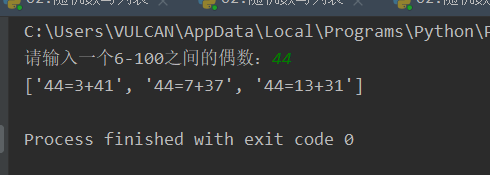 C:\Users\VULCAN\AppData\Local\Programs\Python\
请输入一个6-100之间的偶数：44
['44=3+41', '44=7+37', '44=13+31']
Process finished with exit code 0